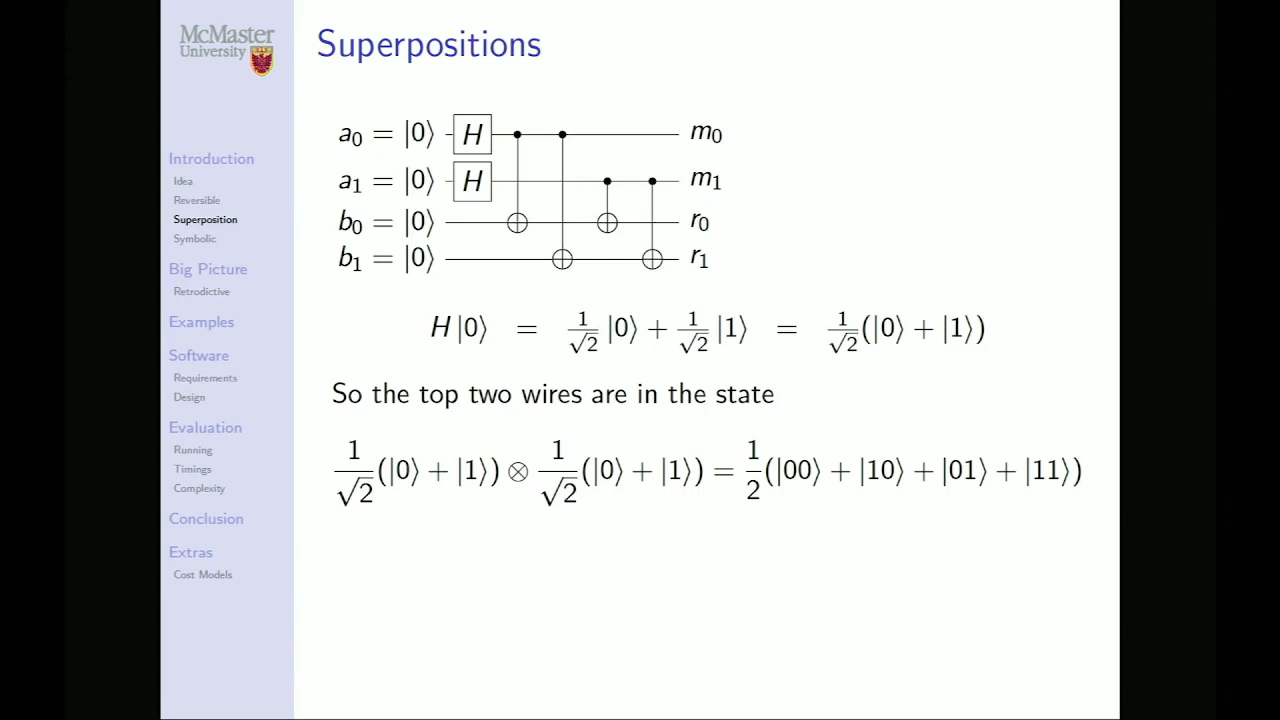 McMaster
University
Superpositions
Introduction
Idea
Reversible
Superposition
Symbolic
Big Picture
Retrodictive
Examples
Software
Requirements
Design
Evaluation
Running
Timings
Complexity
Conclusion
Extras
Cost Models
a₀ = |0⟩ H m₀
a₁ = |0⟩ H m₁
b₀ = |0⟩ r₀
b₁ = |0⟩ r₁
H |0⟩ = 1/√2 |0⟩ + 1/√2 |1⟩ = 1/√2 (|0⟩ + |1⟩)
So the top two wires are in the state
1/√2 (|0⟩ + |1⟩) ⊗ 1/√2 (|0⟩ + |1⟩) = 1/2 (|00⟩ + |10⟩ + |01⟩ + |11⟩)